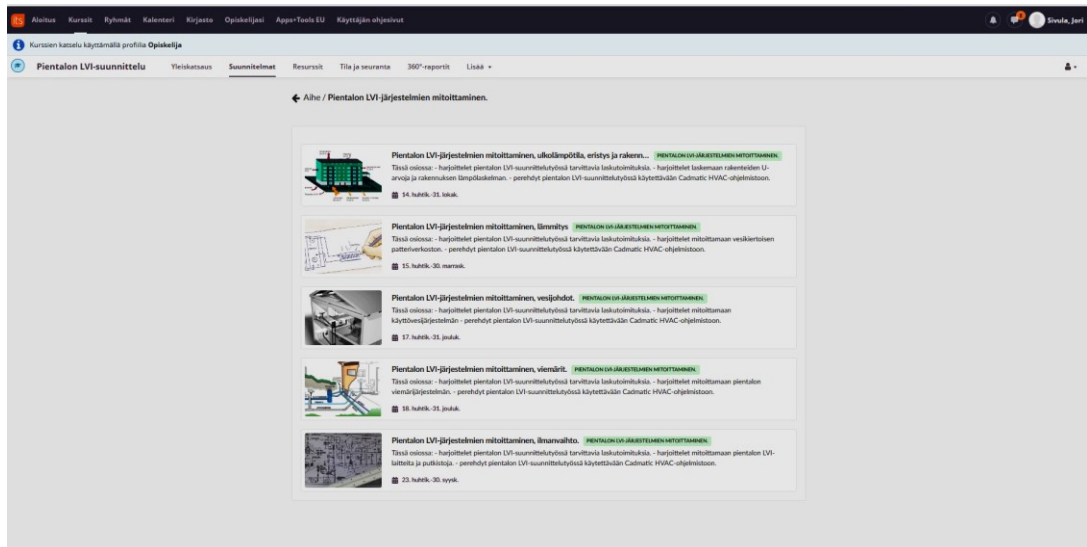 its Aloitus Kurssit Ryhmät Kalenteri Kirjasto Opiskelijasi Apps+Tools EU Käyttäjän ohjesivut Sivula, Jori
Kurssien katselu käyttämällä profiilia Opiskelija
Pientalon LVI-suunnittelu Yleiskatsaus Suunnitelmat Resurssit Tila ja seuranta 360°-raportit Lisää
Aihe / Pientalon LVI-järjestelmien mitoittaminen.
Pientalon LVI-järjestelmien mitoittaminen, ulkolämpötila, eristys ja rakenn... PIENTALON LVI-JÄRJESTELMIEN MITOITTAMINEN.
Tässä osiossa: - harjoittelet pientalon LVI-suunnittelutyössä tarvittavia laskutoimituksia. - harjoittelet laskemaan rakenteiden U-
arvoja ja rakennuksen lämpölaskelman. - perehdyt pientalon LVI-suunnittelutyössä käytettävään Cadmatic HVAC-ohjelmistoon.
14. huhtik.-31. lokak.
Pientalon LVI-järjestelmien mitoittaminen, lämmitys PIENTALON LVI-JÄRJESTELMIEN MITOITTAMINEN.
Tässä osiossa: - harjoittelet pientalon LVI-suunnittelutyössä tarvittavia laskutoimituksia. - harjoittelet mitoittamaan vesikiertoisen
patteriverkoston. - perehdyt pientalon LVI-suunnittelutyössä käytettävään Cadmatic HVAC-ohjelmistoon.
15. huhtik.-30. marrask.
Pientalon LVI-järjestelmien mitoittaminen, vesijohdot. PIENTALON LVI-JÄRJESTELMIEN MITOITTAMINEN.
Tässä osiossa: - harjoittelet pientalon LVI-suunnittelutyössä tarvittavia laskutoimituksia. - harjoittelet mitoittamaan
käyttövesijärjestelmän - perehdyt pientalon LVI-suunnittelutyössä käytettävään Cadmatic HVAC-ohjelmistoon.
17. huhtik.-31. jouluk.
Pientalon LVI-järjestelmien mitoittaminen, viemärit. PIENTALON LVI-JÄRJESTELMIEN MITOITTAMINEN.
Tässä osiossa: - harjoittelet pientalon LVI-suunnittelutyössä tarvittavia laskutoimituksia. - harjoittelet mitoittamaan pientalon
viemärijärjestelmän. - perehdyt pientalon LVI-suunnittelutyössä käytettävään Cadmatic HVAC-ohjelmistoon.
18. huhtik.-31. jouluk.
Pientalon LVI-järjestelmien mitoittaminen, ilmanvaihto. PIENTALON LVI-JÄRJESTELMIEN MITOITTAMINEN.
Tässä osiossa: - harjoittelet pientalon LVI-suunnittelutyössä tarvittavia laskutoimituksia. - harjoittelet mitoittamaan pientalon LVI-
laitteita ja putkistoja. - perehdyt pientalon LVI-suunnittelutyössä käytettävään Cadmatic HVAC-ohjelmistoon.
23. huhtik.-30. syysk.